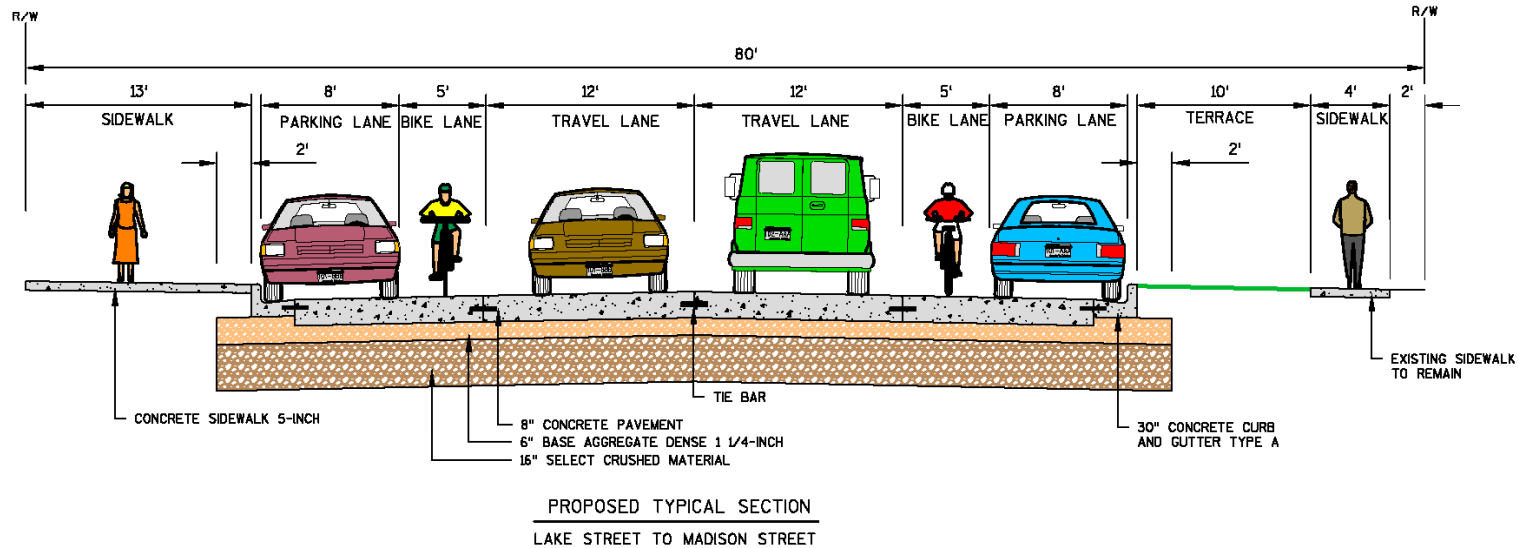 R/W
R/W
80'
13'
8'
5'
12'
12'
5'
8'
10'
4'
2'
SIDEWALK
PARKING LANE
BIKE LANE
TRAVEL LANE
TRAVEL LANE
BIKE LANE
PARKING LANE
TERRACE
SIDEWALK
2'
2'
EXISTING SIDEWALK
TO REMAIN
TIE BAR
CONCRETE SIDEWALK 5-INCH
8" CONCRETE PAVEMENT
6" BASE AGGREGATE DENSE 1 1/4-INCH
16" SELECT CRUSHED MATERIAL
30" CONCRETE CURB
AND GUTTER TYPE A
PROPOSED TYPICAL SECTION
LAKE STREET TO MADISON STREET